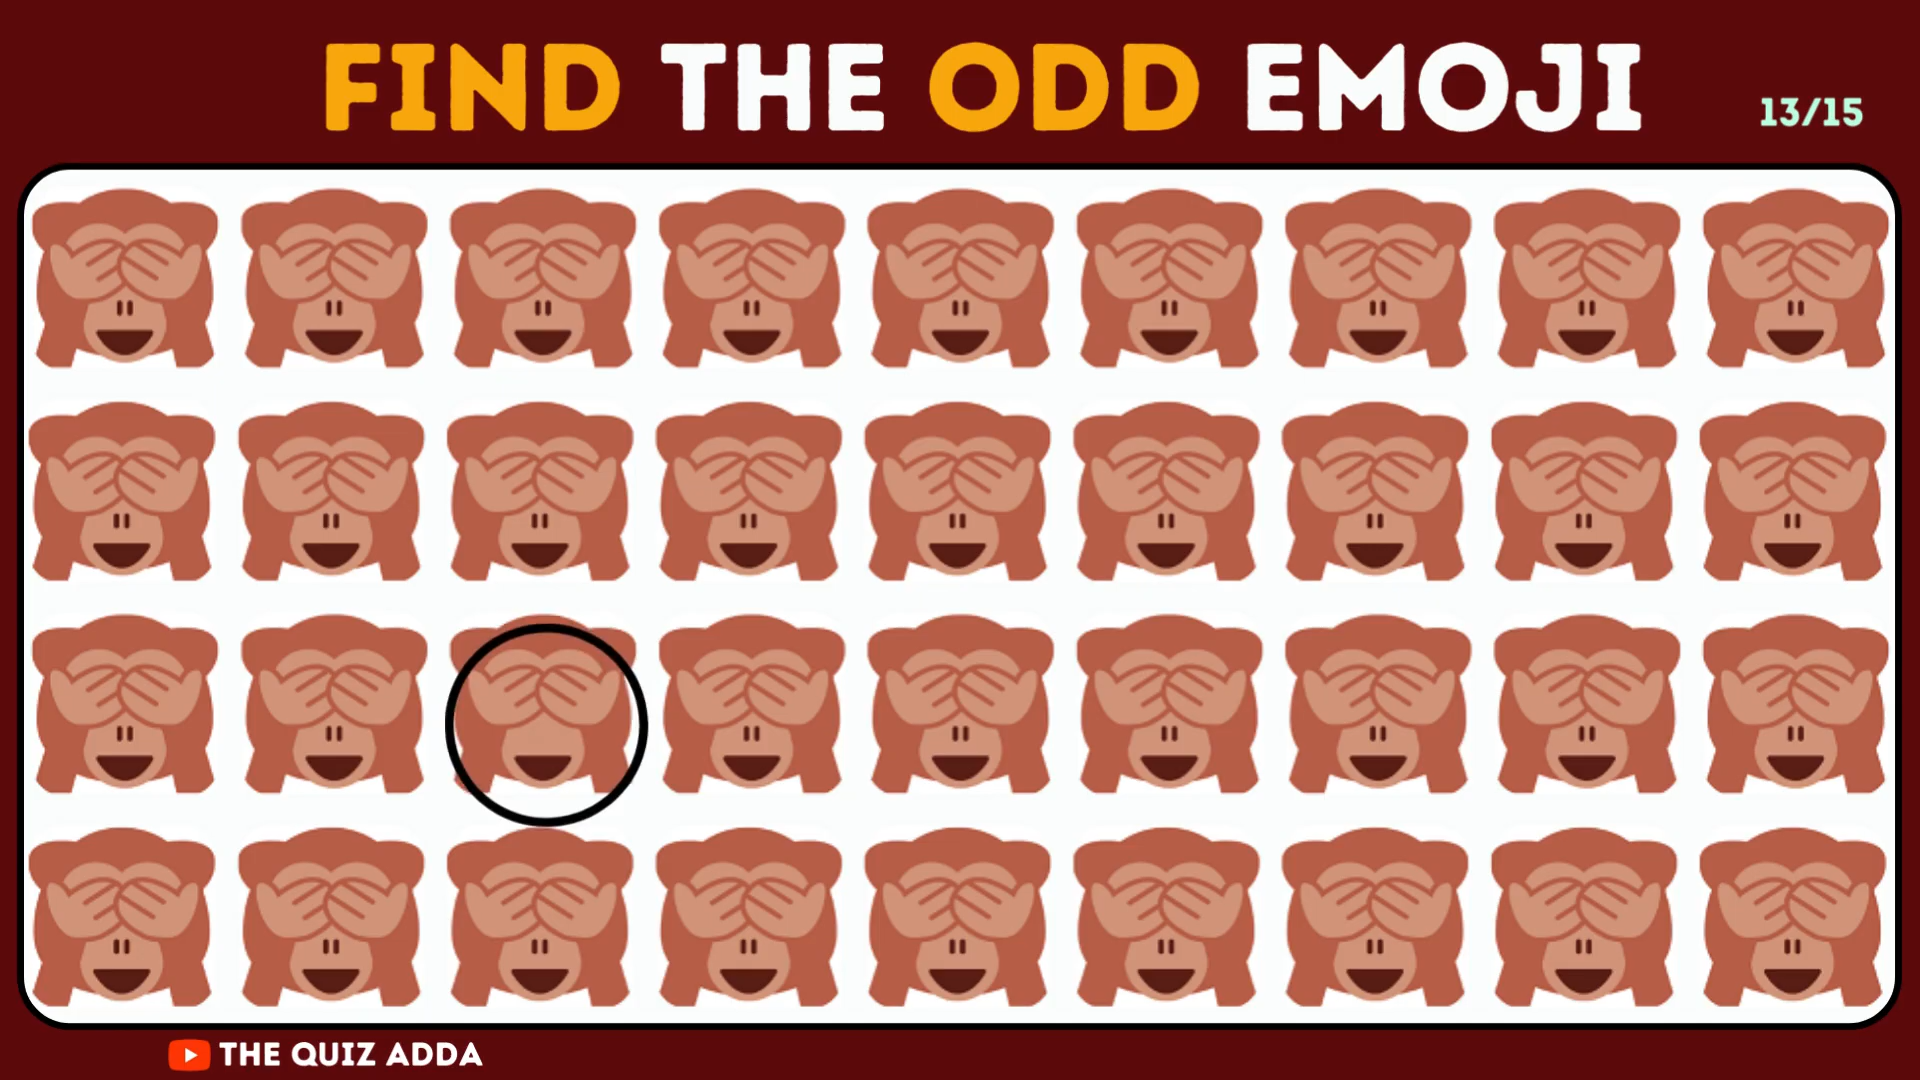 FIND THE ODD EMOJI
13/15
THE QUIZ ADDA